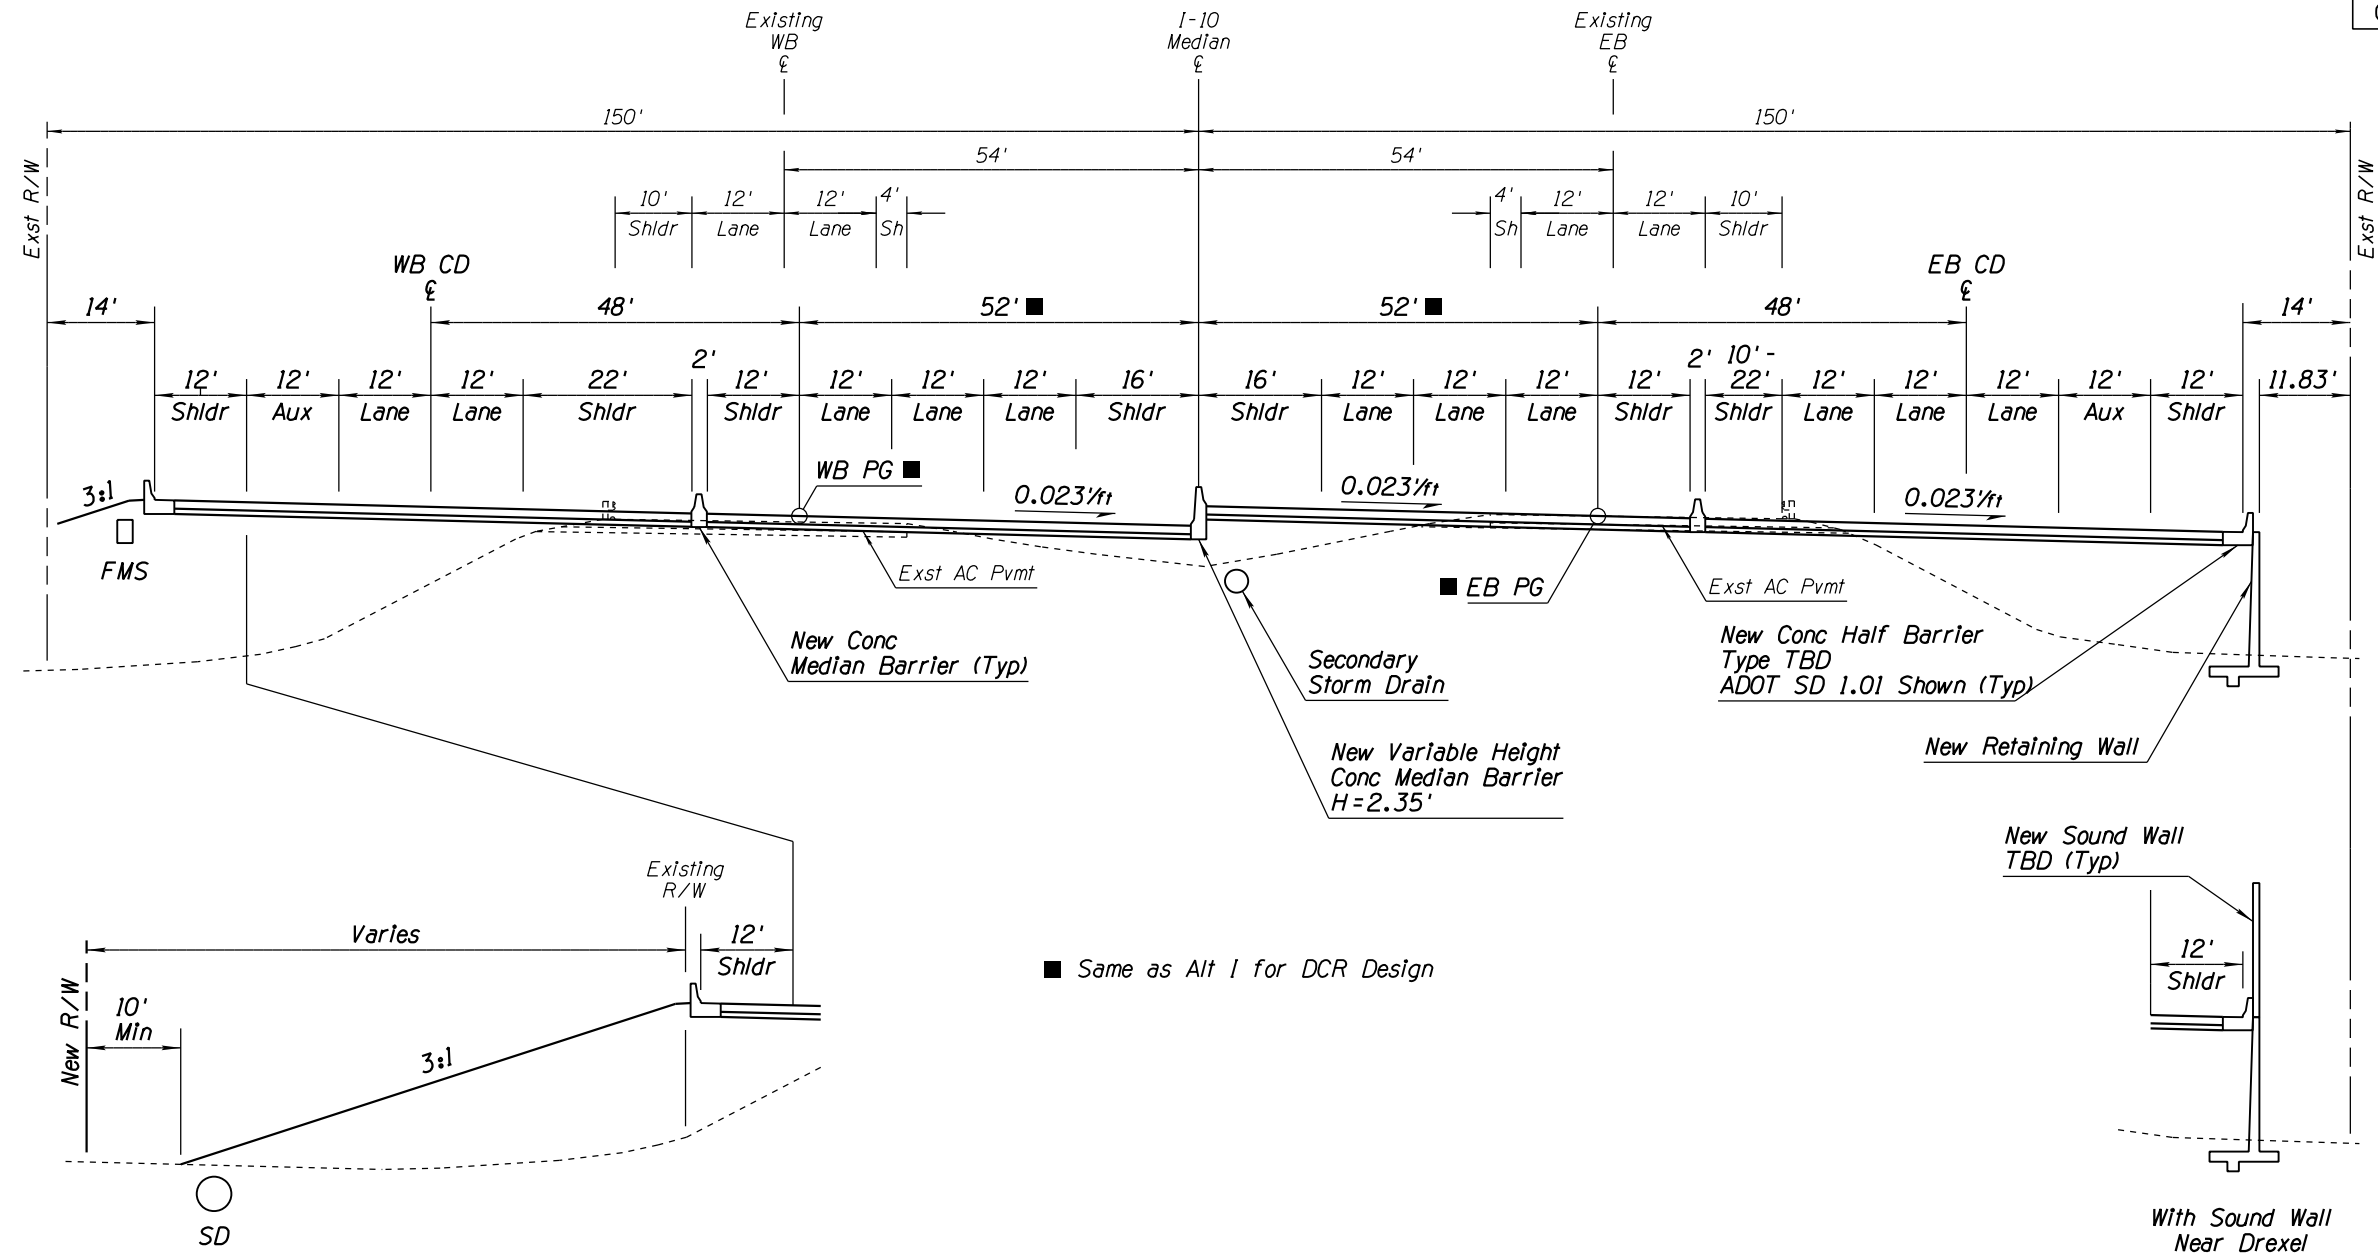 Existing
WB
℄
I-10
Median
℄
Existing
EB
℄
150'
150'
54'
54'
Exst R/W
Exst R/W
10'
12'
12'
4'
4'
12'
12'
10'
Shldr
Lane
Lane
Sh
Sh
Lane
Lane
Shldr
WB CD
℄
EB CD
℄
14'
48'
52' ■
52' ■
48'
14'
2'
2'
10' -
12'
12'
12'
12'
22'
12'
12'
12'
12'
16'
16'
12'
12'
12'
12'
22'
12'
12'
12'
12'
12'
11.83'
Shldr
Aux
Lane
Lane
Shldr
Shldr
Lane
Lane
Lane
Shldr
Shldr
Lane
Lane
Lane
Shldr
Shldr
Lane
Lane
Lane
Aux
Shldr
WB PG ■
3:1
0.023'/ft
0.023'/ft
0.023'/ft
FMS
Exst AC Pvmt
■ EB PG
Exst AC Pvmt
New Conc
Median Barrier (Typ)
Secondary
Storm Drain
New Conc Half Barrier
Type TBD
ADOT SD 1.01 Shown (Typ)
New Variable Height
Conc Median Barrier
H=2.35'
New Retaining Wall
New Sound Wall
TBD (Typ)
Existing
R/W
Varies
12'
Shldr
New R/W
10'
Min
3:1
SD
■ Same as Alt I for DCR Design
12'
Shldr
With Sound Wall
Near Drexel